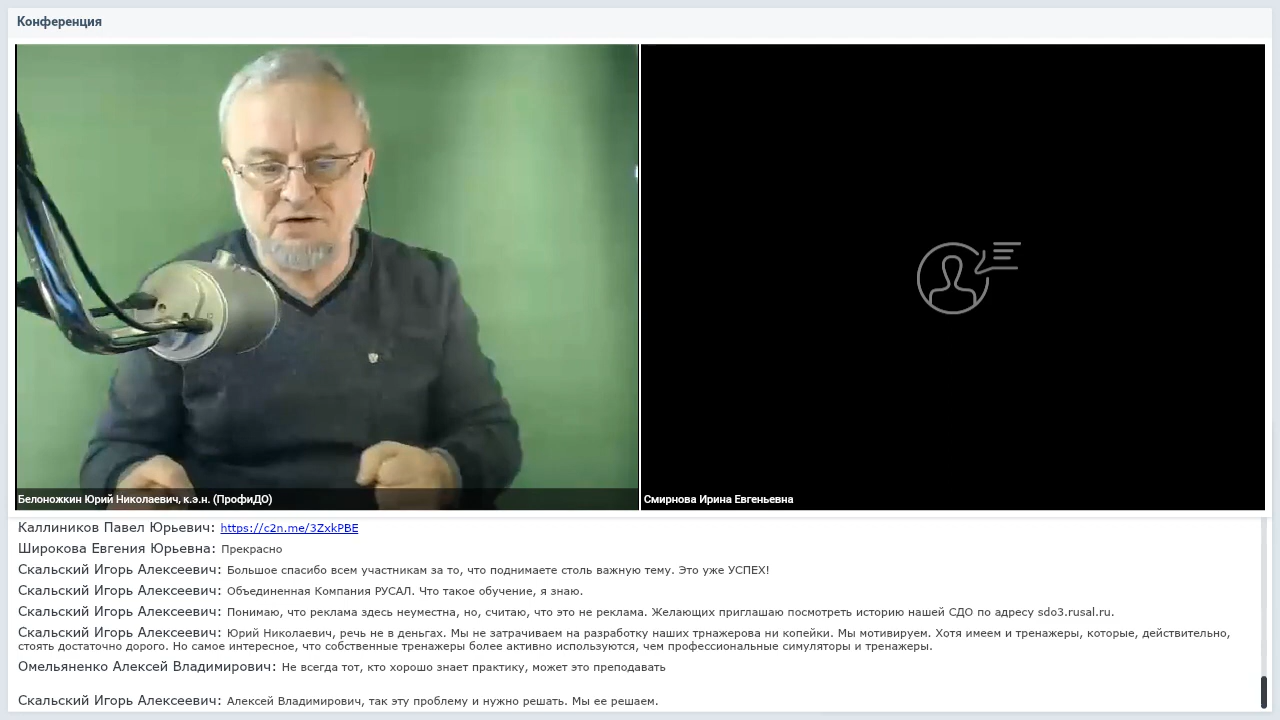 Конференция
Белоножкин Юрий Николаевич, к.э.н. (ПрофиДО)
Смирнова Ирина Евгеньевна
Каллиников Павел Юрьевич: https://c2n.me/3ZxkPBE
Широкова Евгения Юрьевна: Прекрасно
Скальский Игорь Алексеевич: Большое спасибо всем участникам за то, что поднимаете столь важную тему. Это уже УСПЕХ!
Скальский Игорь Алексеевич: Объединенная Компания РУСАЛ. Что такое обучение, я знаю.
Скальский Игорь Алексеевич: Понимаю, что реклама здесь неуместна, но, считаю, что это не реклама. Желающих приглашаю посмотреть историю нашей СДО по адресу sdo3.rusal.ru.
Скальский Игорь Алексеевич: Юрий Николаевич, речь не в деньгах. Мы не затрачиваем на разработку наших трнажерова ни копейки. Мы мотивируем. Хотя имеем и тренажеры, которые, действительно,
стоять достаточно дорого. Но самое интересное, что собственные тренажеры более активно используются, чем профессиональные симуляторы и тренажеры.
Омельяненко Алексей Владимирович: Не всегда тот, кто хорошо знает практику, может это преподавать
Скальский Игорь Алексеевич: Алексей Владимирович, так эту проблему и нужно решать. Мы ее решаем.